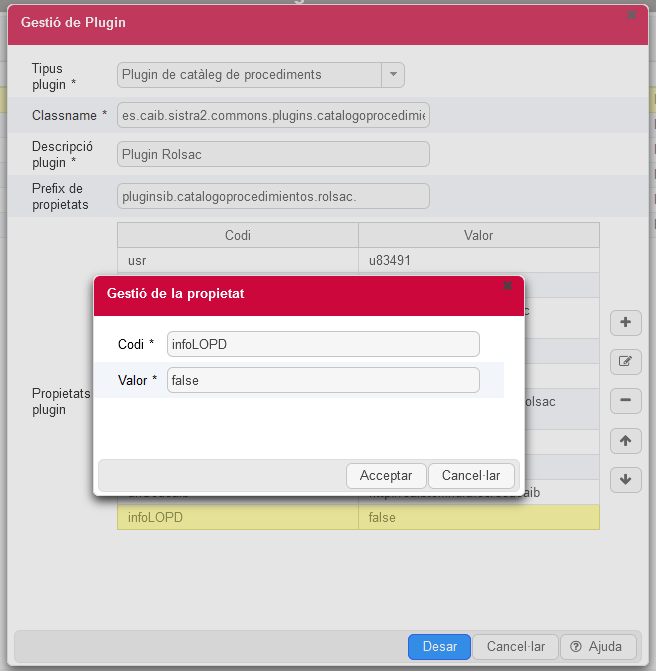 Gestió de Plugin
Tipus
plugin *
Plugin de catàleg de procediments
Classname *
es.caib.sistra2.commons.plugins.catalogoprocedimie
Descripció
plugin *
Plugin Rolsac
Prefix de
propietats
pluginsib.catalogoprocedimientos.rolsac.
Codi Valor
usr u83491
Gestió de la propietat
Codi * infoLOPD
Valor * false
Propietats
plugin
olsac
Acceptar Cancel·lar
infoLOPD false
Desar Cancel·lar Ajuda